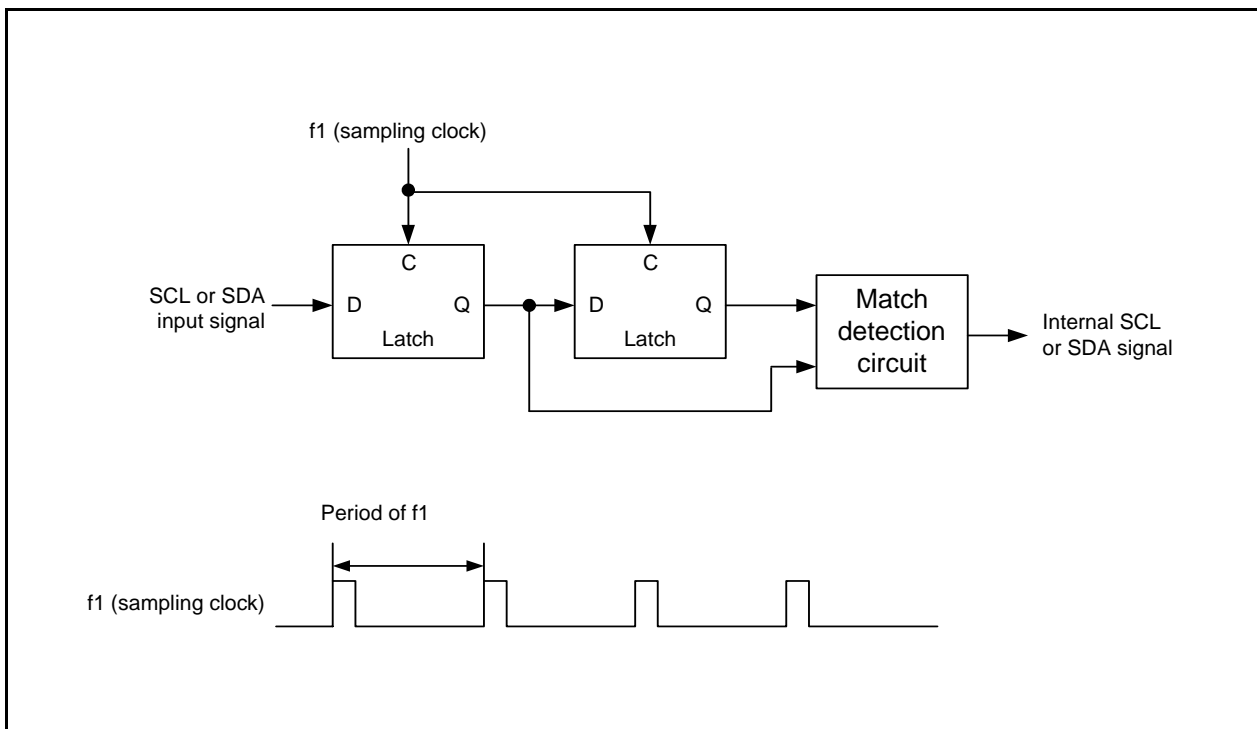 f1 (sampling clock)
C
C
SCL or SDA
input signal
D
Q
D
Q
Latch
Latch
Match
detection
circuit
Internal SCL
or SDA signal
Period of f1
f1 (sampling clock)